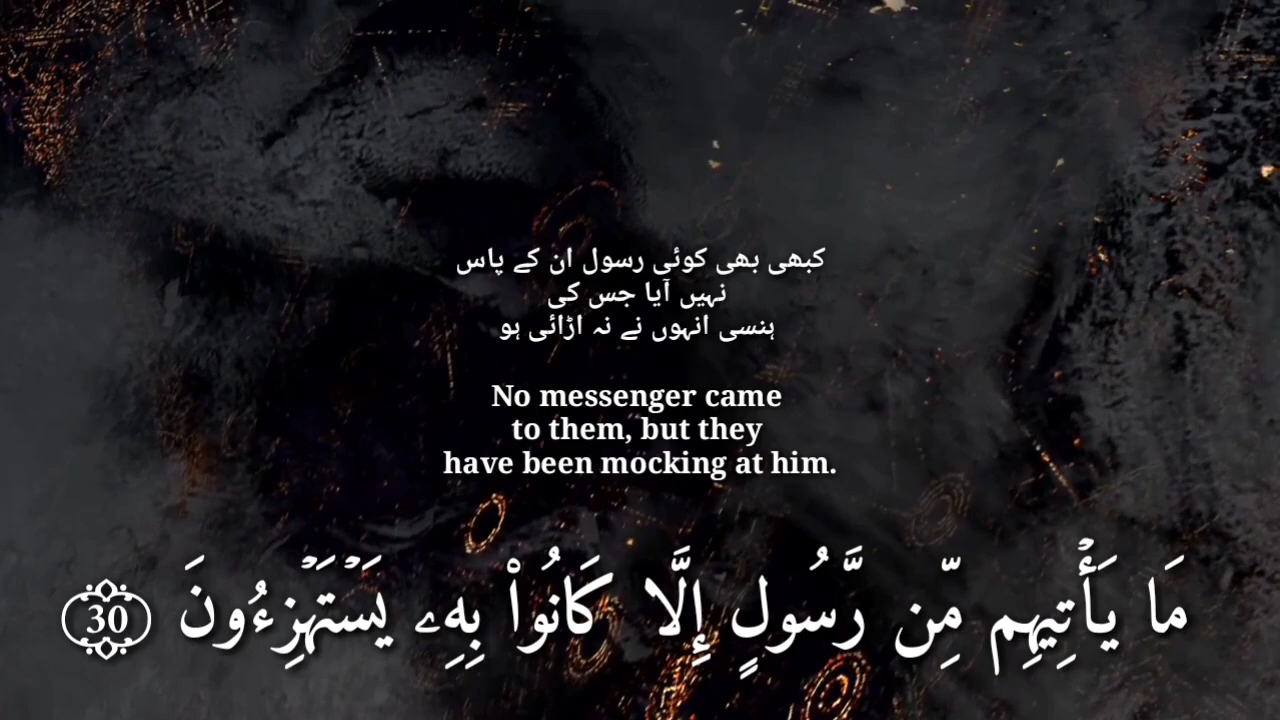 کبھی بھی کوئی رسول ان کے پاس
نہیں آیا جس کی
ہنسی انہوں نے نہ اڑائی ہو
No messenger came
to them, but they
have been mocking at him.
مَا يَأۡتِيهِم مِّن رَّسُولٍ إِلَّا كَانُوا۟ بِهِۦ يَسۡتَهۡزِءُونَ 30